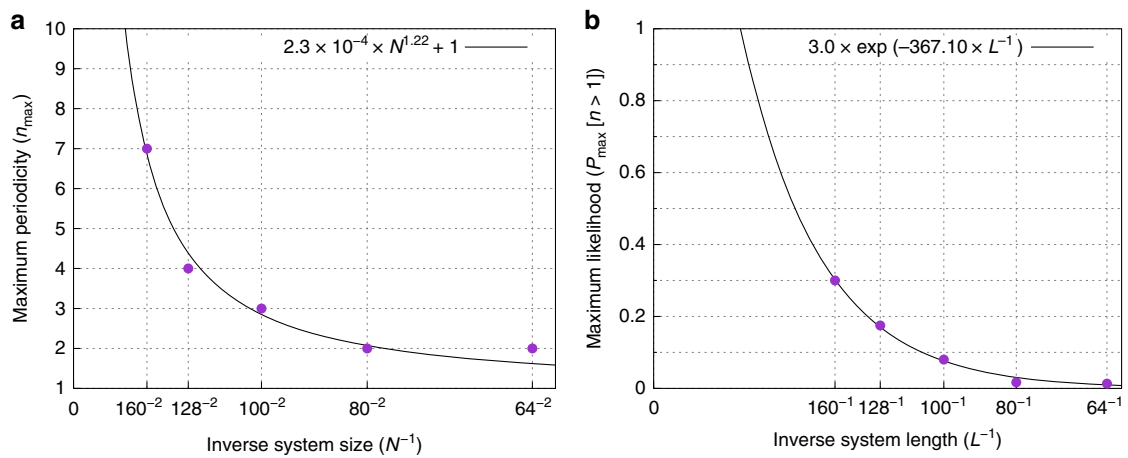 a
2.3 × 10⁻⁴ × N¹·²² + 1
Maximum periodicity (nₘₐₓ)
10
9
8
7
6
5
4
3
2
1
0 160⁻² 128⁻² 100⁻² 80⁻² 64⁻²
Inverse system size (N⁻¹)
b
3.0 × exp (–367.10 × L⁻¹)
Maximum likelihood (Pₘₐₓ [n > 1])
1
0.8
0.6
0.4
0.2
0
0 160⁻¹ 128⁻¹ 100⁻¹ 80⁻¹ 64⁻¹
Inverse system length (L⁻¹)